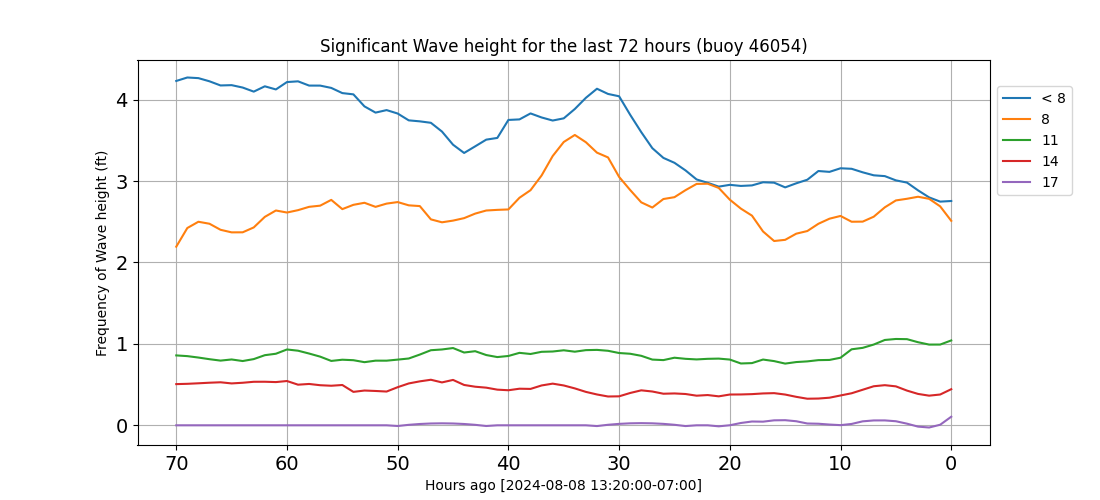 Significant Wave height for the last 72 hours (buoy 46054)
Frequency of Wave height (ft)
4
3
2
1
0
70 60 50 40 30 20 10 0
Hours ago [2024-08-08 13:20:00-07:00]
< 8
8
11
14
17